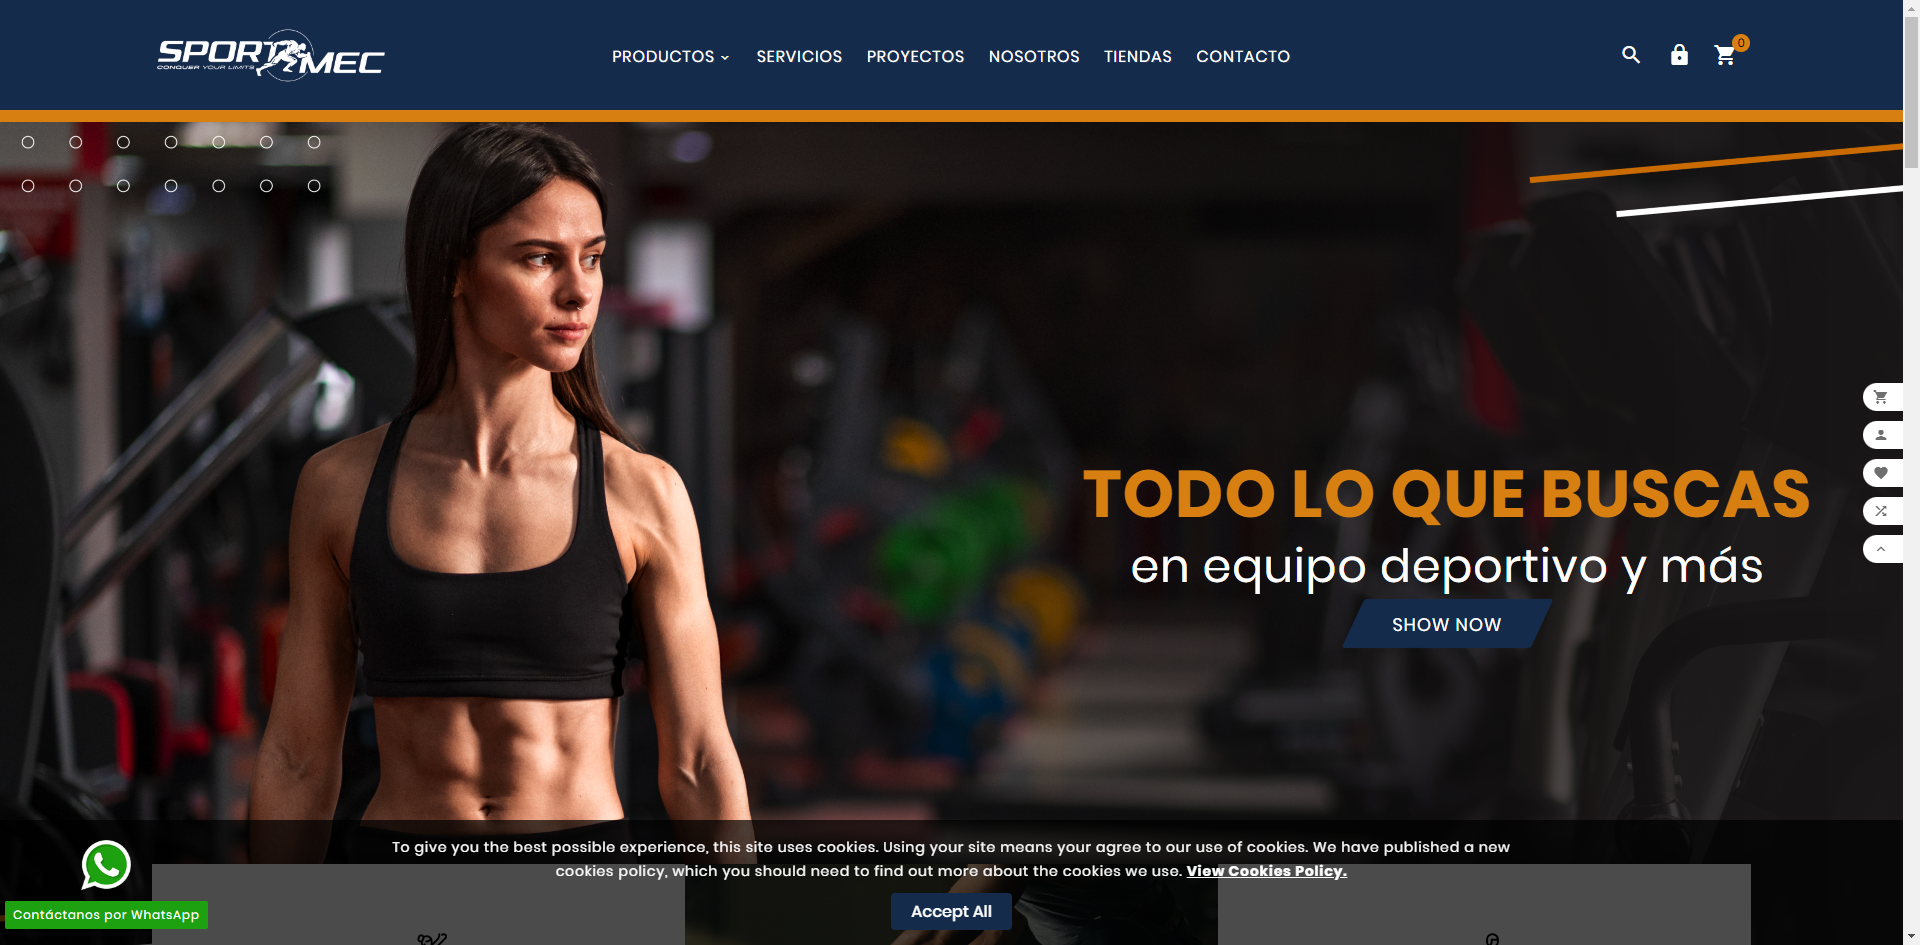 SPORTMEC
CONQUER YOUR LIMITS
PRODUCTOS
SERVICIOS
PROYECTOS
NOSOTROS
TIENDAS
CONTACTO
0
TODO LO QUE BUSCAS
en equipo deportivo y más
SHOW NOW
To give you the best possible experience, this site uses cookies. Using your site means your agree to our use of cookies. We have published a new
cookies policy, which you should need to find out more about the cookies we use. View Cookies Policy.
Accept All
Contáctanos por WhatsApp